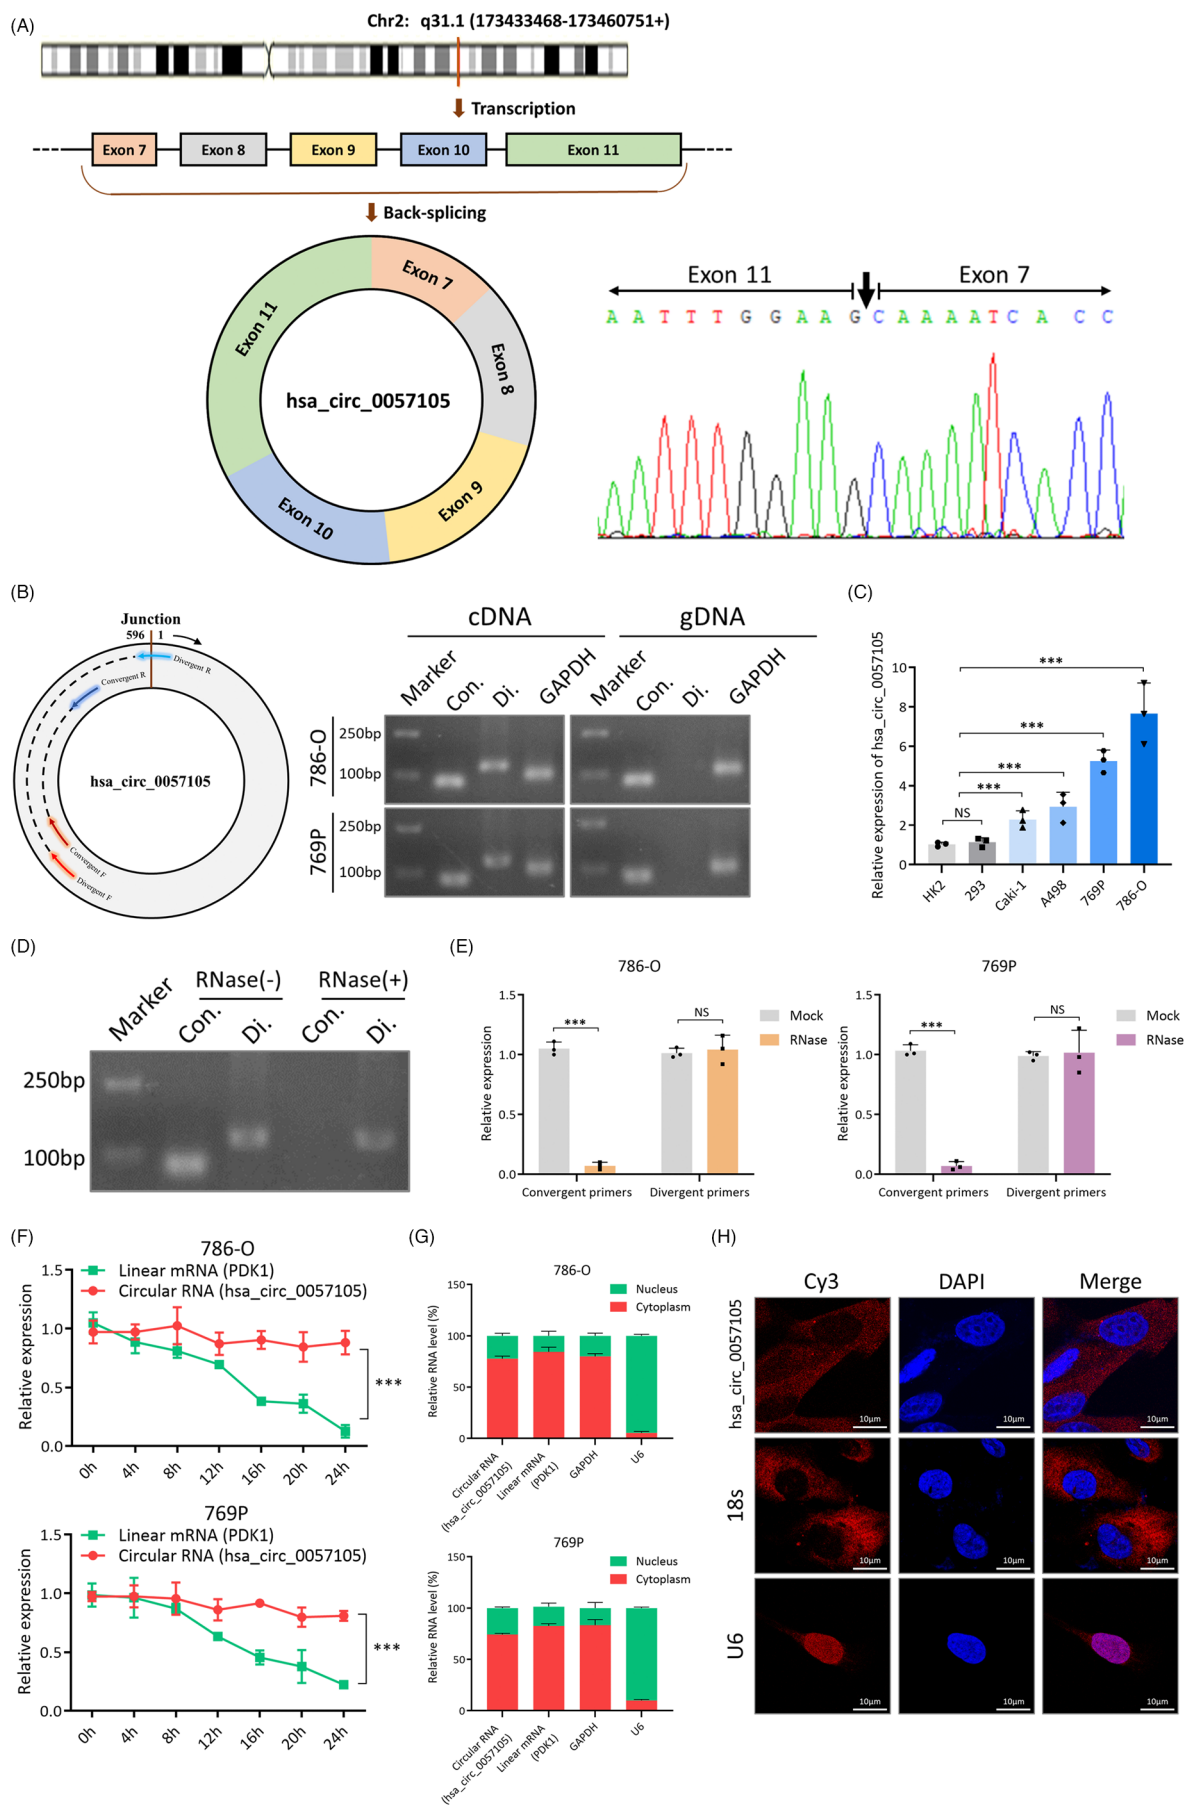 (A)
Chr2: q31.1 (173433468-173460751+)
Transcription
Exon 7 Exon 8 Exon 9 Exon 10 Exon 11
Back-splicing
Exon 7
Exon 8
Exon 9
Exon 10
Exon 11
hsa_circ_0057105
Exon 11 Exon 7
A A T T T G G A A G C A A A A T C A C C
(B)
Junction
596 1
Divergent R
Convergent R
hsa_circ_0057105
Convergent F
Divergent F
cDNA gDNA
Marker Con. Di. GAPDH Marker Con. Di. GAPDH
786-O
250bp
100bp
769P
250bp
100bp
(C)
Relative expression of hsa_circ_0057105
10
8
6
4
2
0
NS
***
***
***
***
HK2 293 Caki-1 A498 769P 786-O
(D)
RNase(-) RNase(+)
Marker Con. Di. Con. Di.
250bp
100bp
(E)
786-O
Relative expression
1.5
1.0
0.5
0.0
*** NS
Mock
RNase
Convergent primers Divergent primers
769P
Relative expression
1.5
1.0
0.5
0.0
*** NS
Mock
RNase
Convergent primers Divergent primers
(F)
786-O
Linear mRNA (PDK1)
Circular RNA (hsa_circ_0057105)
Relative expression
1.5
1.0
0.5
0.0
***
0h 4h 8h 12h 16h 20h 24h
769P
Linear mRNA (PDK1)
Circular RNA (hsa_circ_0057105)
Relative expression
1.5
1.0
0.5
0.0
***
0h 4h 8h 12h 16h 20h 24h
(G)
786-O
Nucleus
Cytoplasm
Relative RNA level (%)
150
100
50
0
Circular RNA
(hsa_circ_0057105)
Linear mRNA
(PDK1)
GAPDH
U6
769P
Nucleus
Cytoplasm
Relative RNA level (%)
150
100
50
0
Circular RNA
(hsa_circ_0057105)
Linear mRNA
(PDK1)
GAPDH
U6
(H)
Cy3 DAPI Merge
hsa_circ_0057105
10μm 10μm 10μm
18s
10μm 10μm 10μm
U6
10μm 10μm 10μm